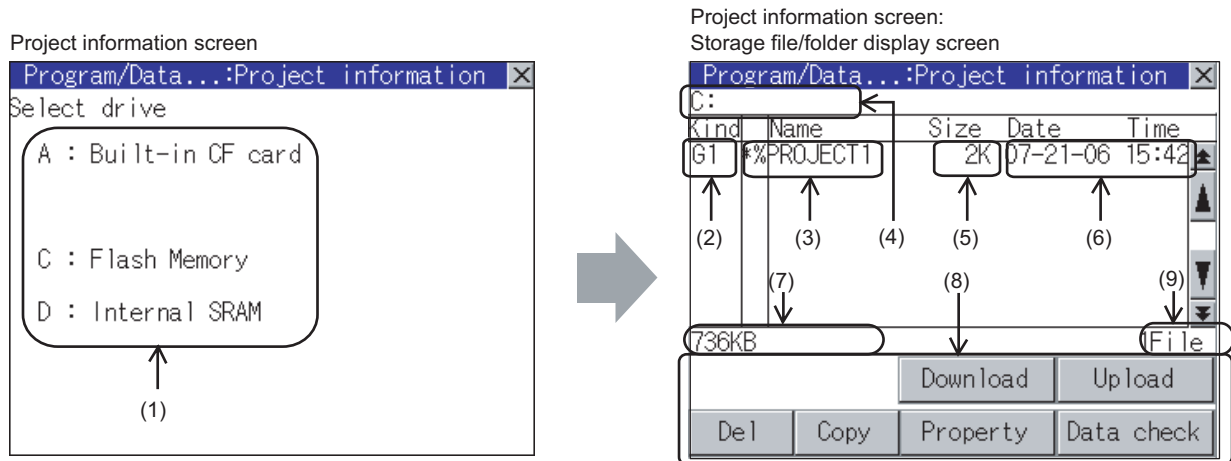 Project information screen
Program/Data...:Project information
Select drive
A : Built-in CF card
C : Flash Memory
D : Internal SRAM
(1)
Project information screen:
Storage file/folder display screen
Program/Data...:Project information
C:
Kind Name Size Date Time
G1 *%PROJECT1 2K 07-21-06 15:42
(2) (3) (4) (5) (6)
(7) (8) (9)
736KB 1File
Download Upload
Del Copy Property Data check